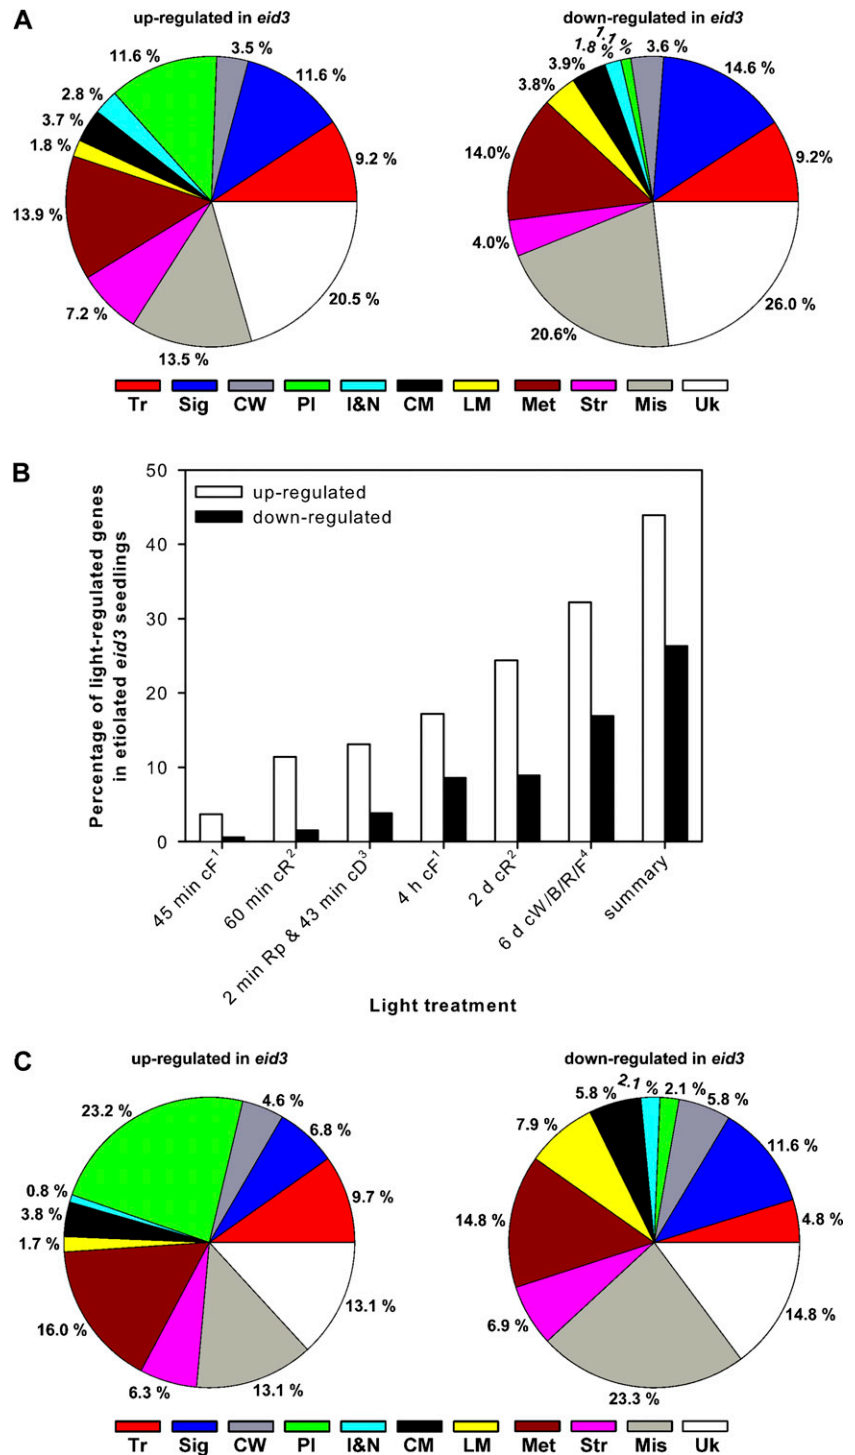 A
up-regulated in eid3
down-regulated in eid3
11.6 %
3.5 %
11.6 %
2.8 %
3.7 %
1.8 %
9.2 %
13.9 %
7.2 %
13.5 %
20.5 %
1.1 %
1.8 %
3.6 %
3.9%
14.6 %
3.8%
9.2%
14.0%
4.0%
20.6%
26.0 %
Tr Sig CW Pl I&N CM LM Met Str Mis Uk
B
Percentage of light-regulated genes
in etiolated eid3 seedlings
50
40
30
20
10
0
up-regulated
down-regulated
45 min cF1
60 min cR2
2 min Rp & 43 min cD3
4 h cF1
2 d cR2
6 d cW/B/R/F4
summary
Light treatment
C
up-regulated in eid3
down-regulated in eid3
23.2 %
4.6 %
6.8 %
0.8 %
3.8 %
1.7 %
9.7 %
16.0 %
6.3 %
13.1 %
13.1 %
2.1 %
2.1 %
5.8 %
5.8 %
7.9 %
11.6 %
14.8 %
4.8 %
6.9 %
14.8 %
23.3 %
Tr Sig CW Pl I&N CM LM Met Str Mis Uk